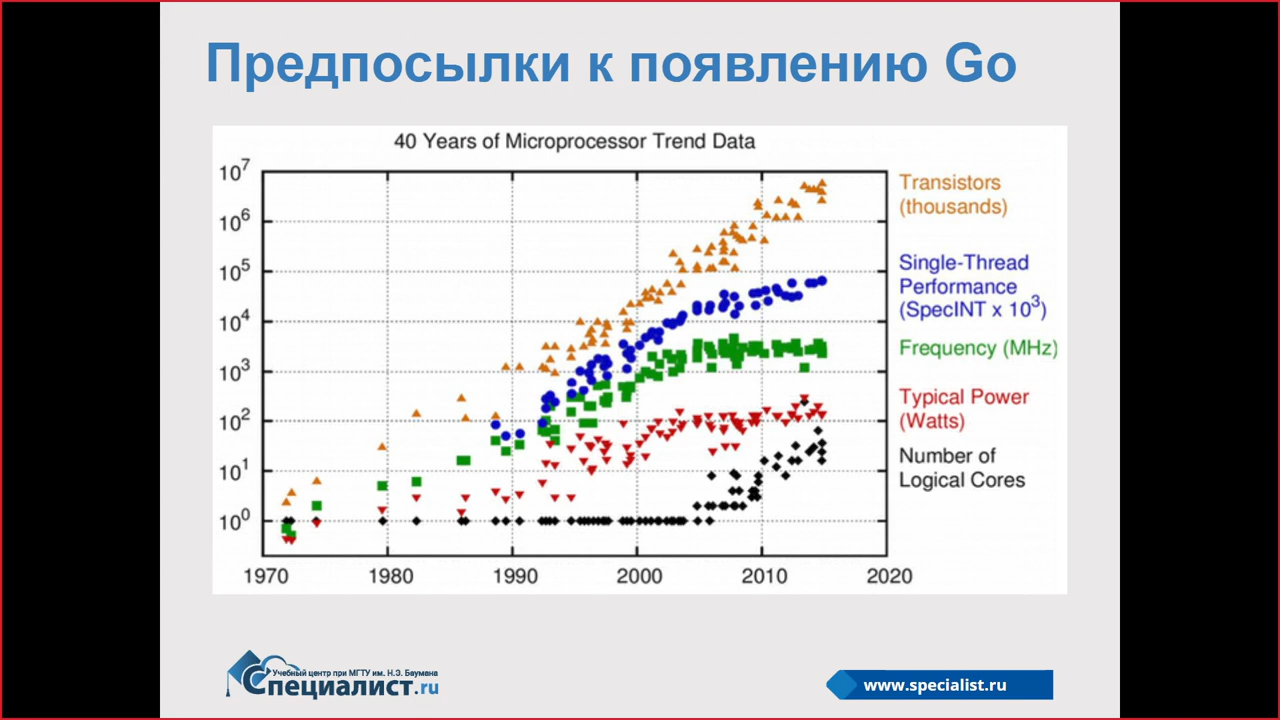 Предпосылки к появлению Go
40 Years of Microprocessor Trend Data
10⁷
10⁶
10⁵
10⁴
10³
10²
10¹
10⁰
1970 1980 1990 2000 2010 2020
Transistors
(thousands)
Single-Thread
Performance
(SpecINT x 10³)
Frequency (MHz)
Typical Power
(Watts)
Number of
Logical Cores
Учебный центр при МГТУ им. Н.Э. Баумана
Специалист.ru
www.specialist.ru